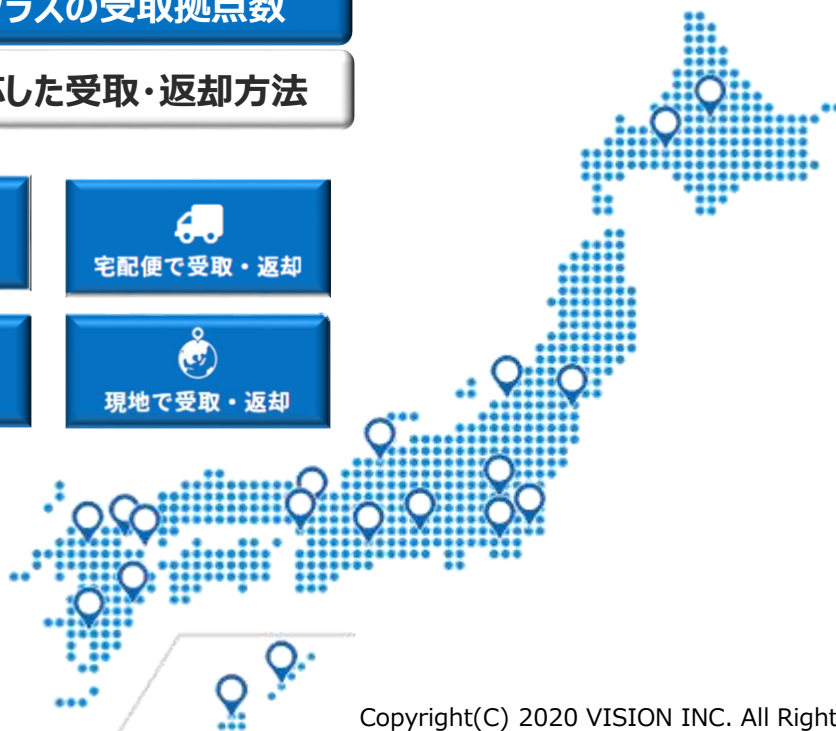 ラスの受取拠点数
した受取・返却方法
宅配便で受取・返却
現地で受取・返却
Copyright(C) 2020 VISION INC. All Right